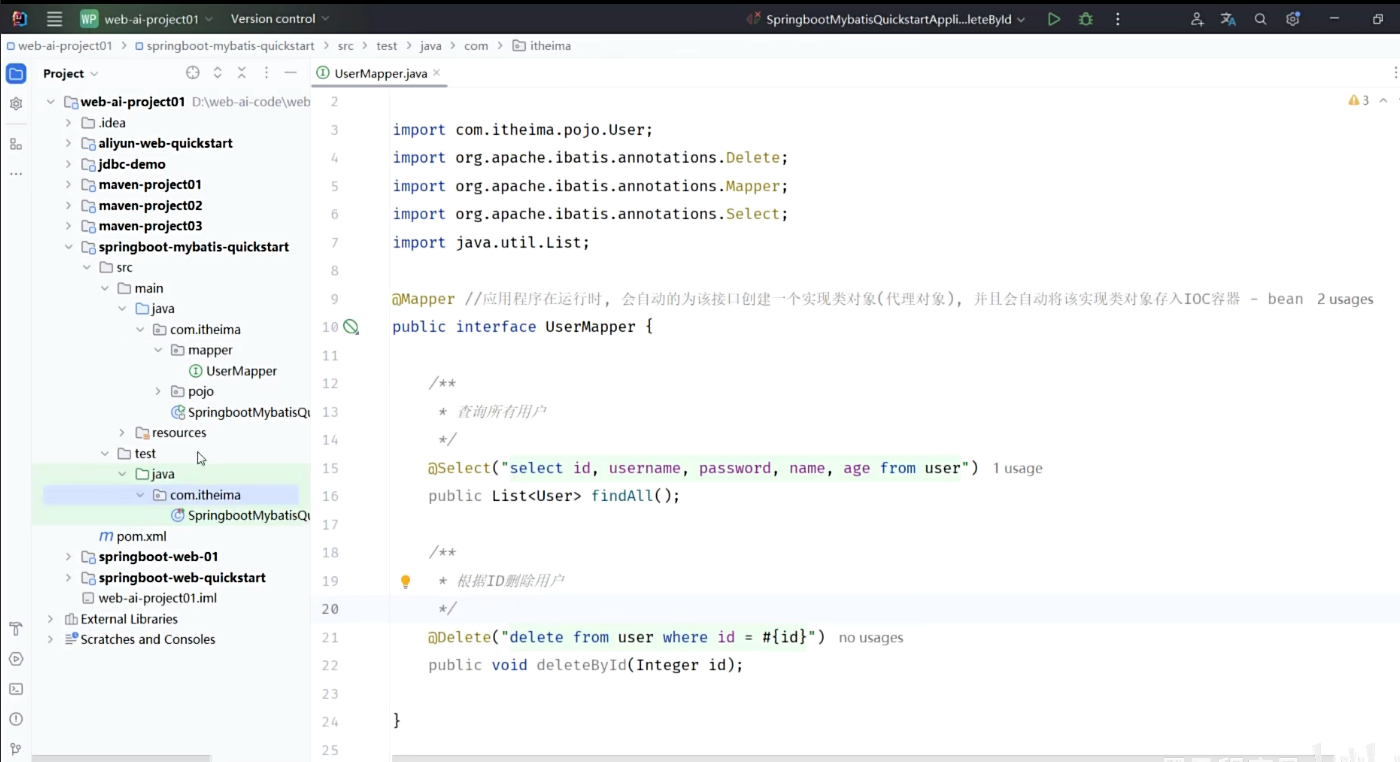 WP web-ai-project01 Version control SpringbootMybatisQuickstartAppli...leteById
web-ai-project01 springboot-mybatis-quickstart src test java com itheima
Project
UserMapper.java
web-ai-project01 D:\web-ai-code\web
.idea
aliyun-web-quickstart
jdbc-demo
maven-project01
maven-project02
maven-project03
springboot-mybatis-quickstart
src
main
java
com.itheima
mapper
UserMapper
pojo
SpringbootMybatisQu
resources
test
java
com.itheima
SpringbootMybatisQu
pom.xml
springboot-web-01
springboot-web-quickstart
web-ai-project01.iml
External Libraries
Scratches and Consoles
3
2
3 import com.itheima.pojo.User;
4 import org.apache.ibatis.annotations.Delete;
5 import org.apache.ibatis.annotations.Mapper;
6 import org.apache.ibatis.annotations.Select;
7 import java.util.List;
8
9 @Mapper //应用程序在运行时, 会自动的为该接口创建一个实现类对象(代理对象), 并且会自动将该实现类对象存入IOC容器 - bean 2 usages
10 public interface UserMapper {
11
12 /**
13 * 查询所有用户
14 */
15 @Select("select id, username, password, name, age from user") 1 usage
16 public List<User> findAll();
17
18 /**
19 * 根据ID删除用户
20 */
21 @Delete("delete from user where id = #{id}") no usages
22 public void deleteById(Integer id);
23
24 }
25